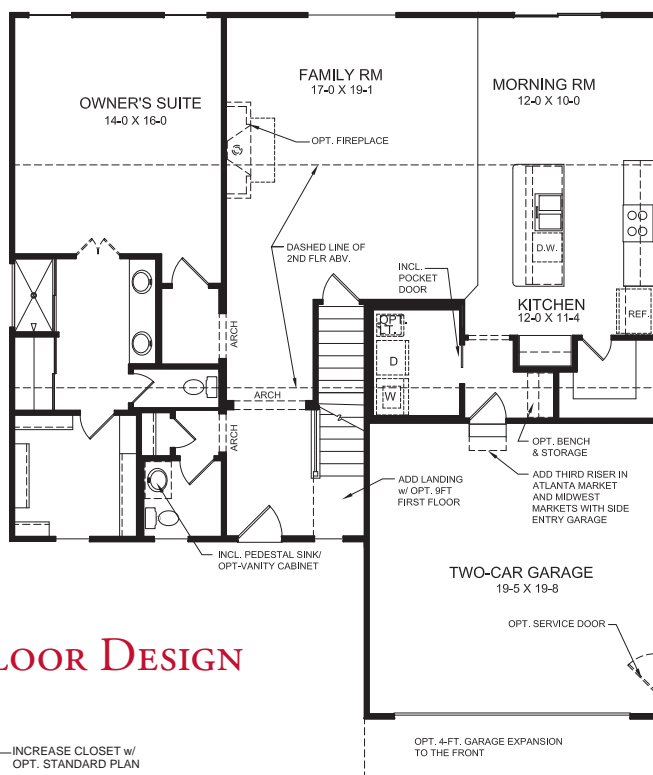 FAMILY RM
17-0 X 19-1
MORNING RM
12-0 X 10-0
OWNER'S SUITE
14-0 X 16-0
OPT. FIREPLACE
D.W.
DASHED LINE OF
2ND FLR ABV.
INCL.
POCKET
DOOR
KITCHEN
12-0 X 11-4
REF.
OPT.
LT.
ARCH
D
W
ARCH
ARCH
OPT. BENCH
& STORAGE
ADD LANDING
w/ OPT. 9FT
FIRST FLOOR
ADD THIRD RISER IN
ATLANTA MARKET
AND MIDWEST
MARKETS WITH SIDE
ENTRY GARAGE
INCL. PEDESTAL SINK/
OPT-VANITY CABINET
TWO-CAR GARAGE
19-5 X 19-8
OPT. SERVICE DOOR
LOOR DESIGN
INCREASE CLOSET w/
OPT. STANDARD PLAN
OPT. 4-FT. GARAGE EXPANSION
TO THE FRONT